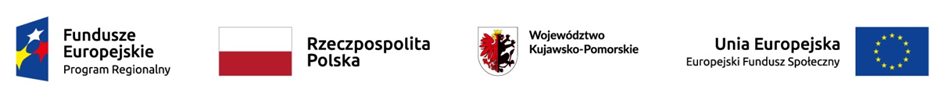 Fundusze
Europejskie
Program Regionalny
Rzeczpospolita
Polska
Województwo
Kujawsko-Pomorskie
Unia Europejska
Europejski Fundusz Społeczny